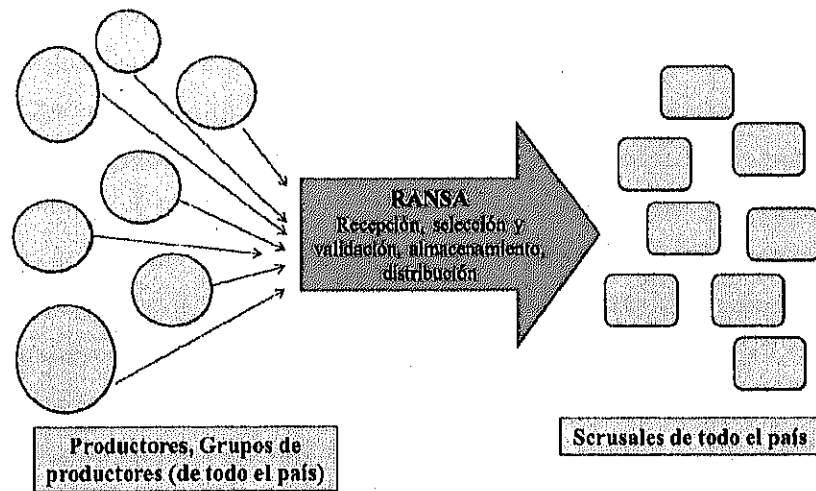 RANSA
Recepción, selección y
validación, almacenamiento,
distribución
Productores, Grupos de
productores (de todo el país)
Scrusales de todo el país